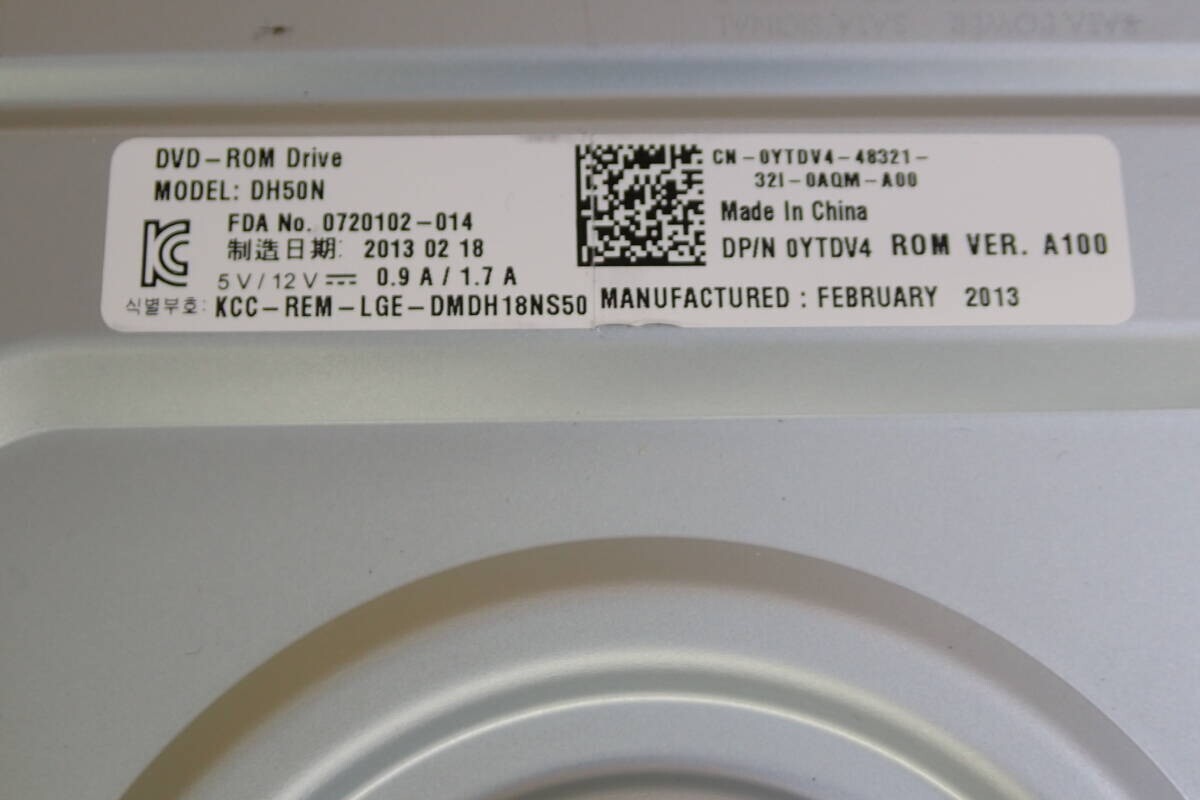 DVD-ROM Drive
MODEL: DH50N
FDA No. 0720102-014
制造日期: 2013 02 18
5V/12V 0.9A/1.7A
식별부호: KCC-REM-LGE-DMDH18NS50
CN-0YTDV4-48321-
32I-0AQM-A00
Made In China
DP/N 0YTDV4 ROM VER. A100
MANUFACTURED: FEBRUARY 2013